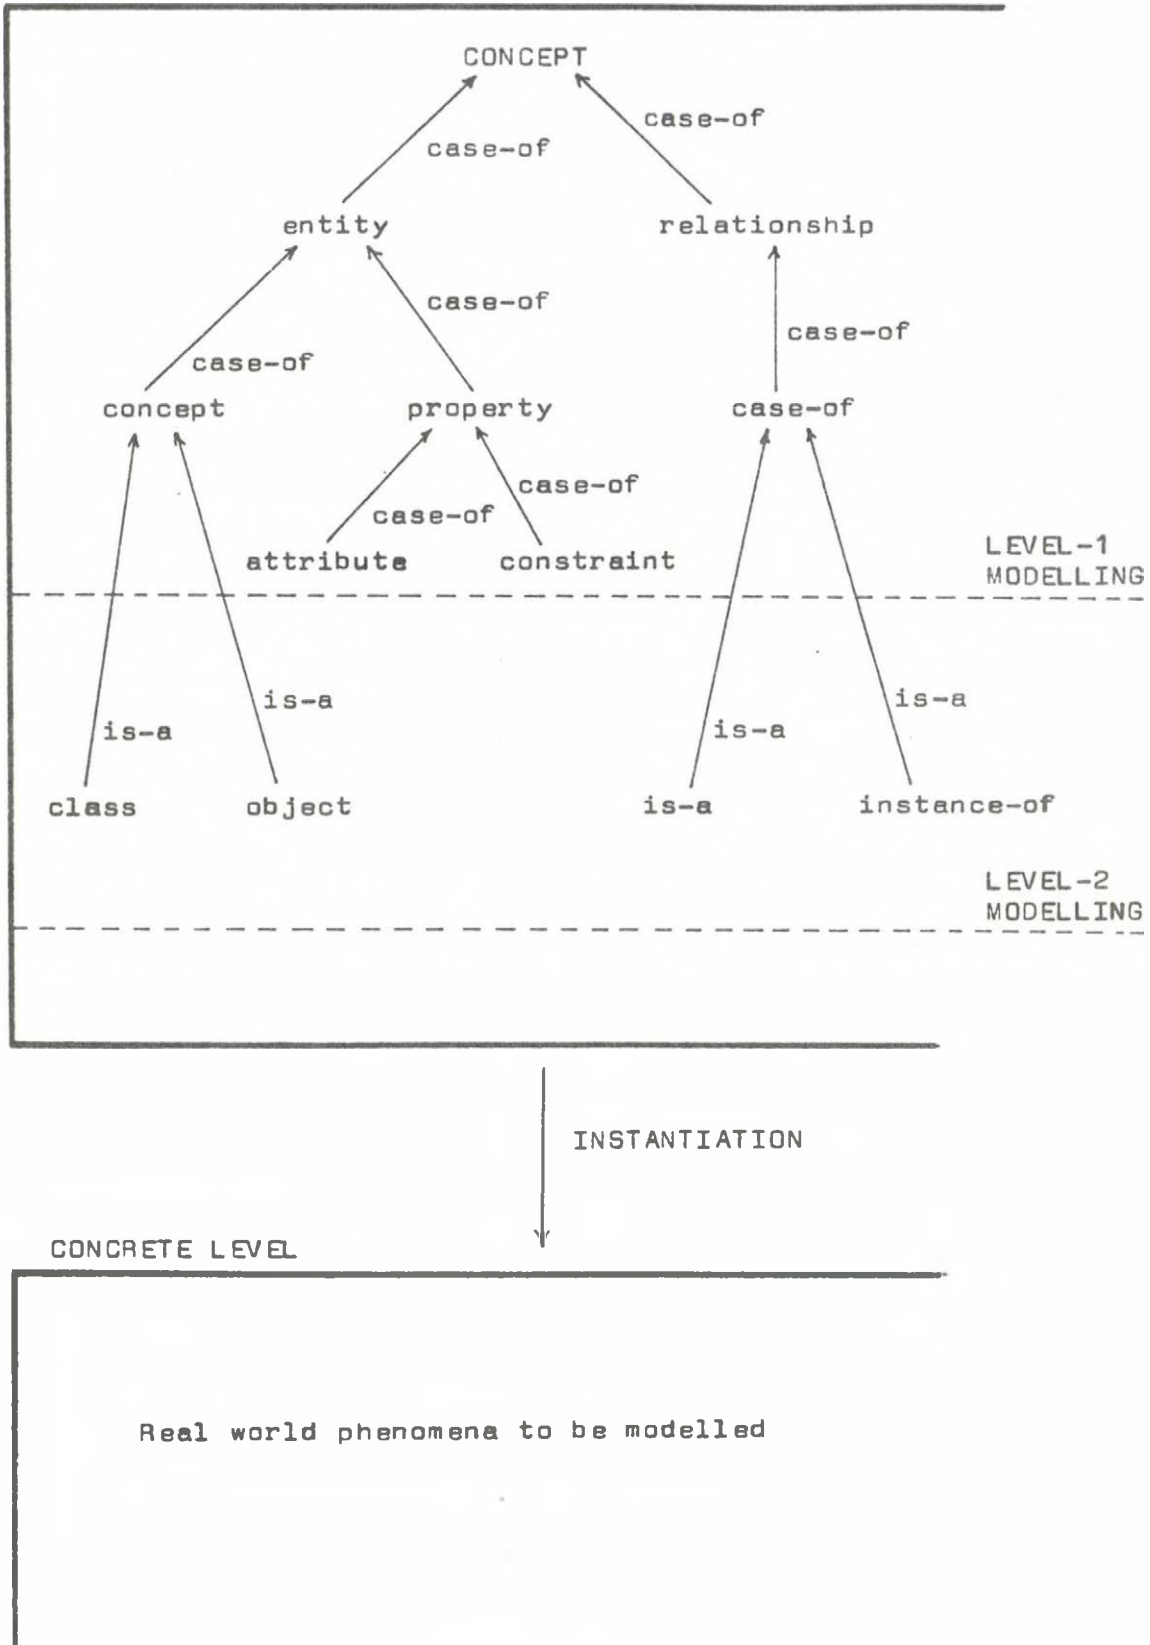 CONCEPT
case-of
case-of
entity
relationship
case-of
case-of
case-of
concept
property
case-of
case-of
case-of
attribute
constraint
LEVEL-1
MODELLING
is-a
is-a
is-a
is-a
class
object
is-a
instance-of
LEVEL-2
MODELLING
INSTANTIATION
CONCRETE LEVEL
Real world phenomena to be modelled